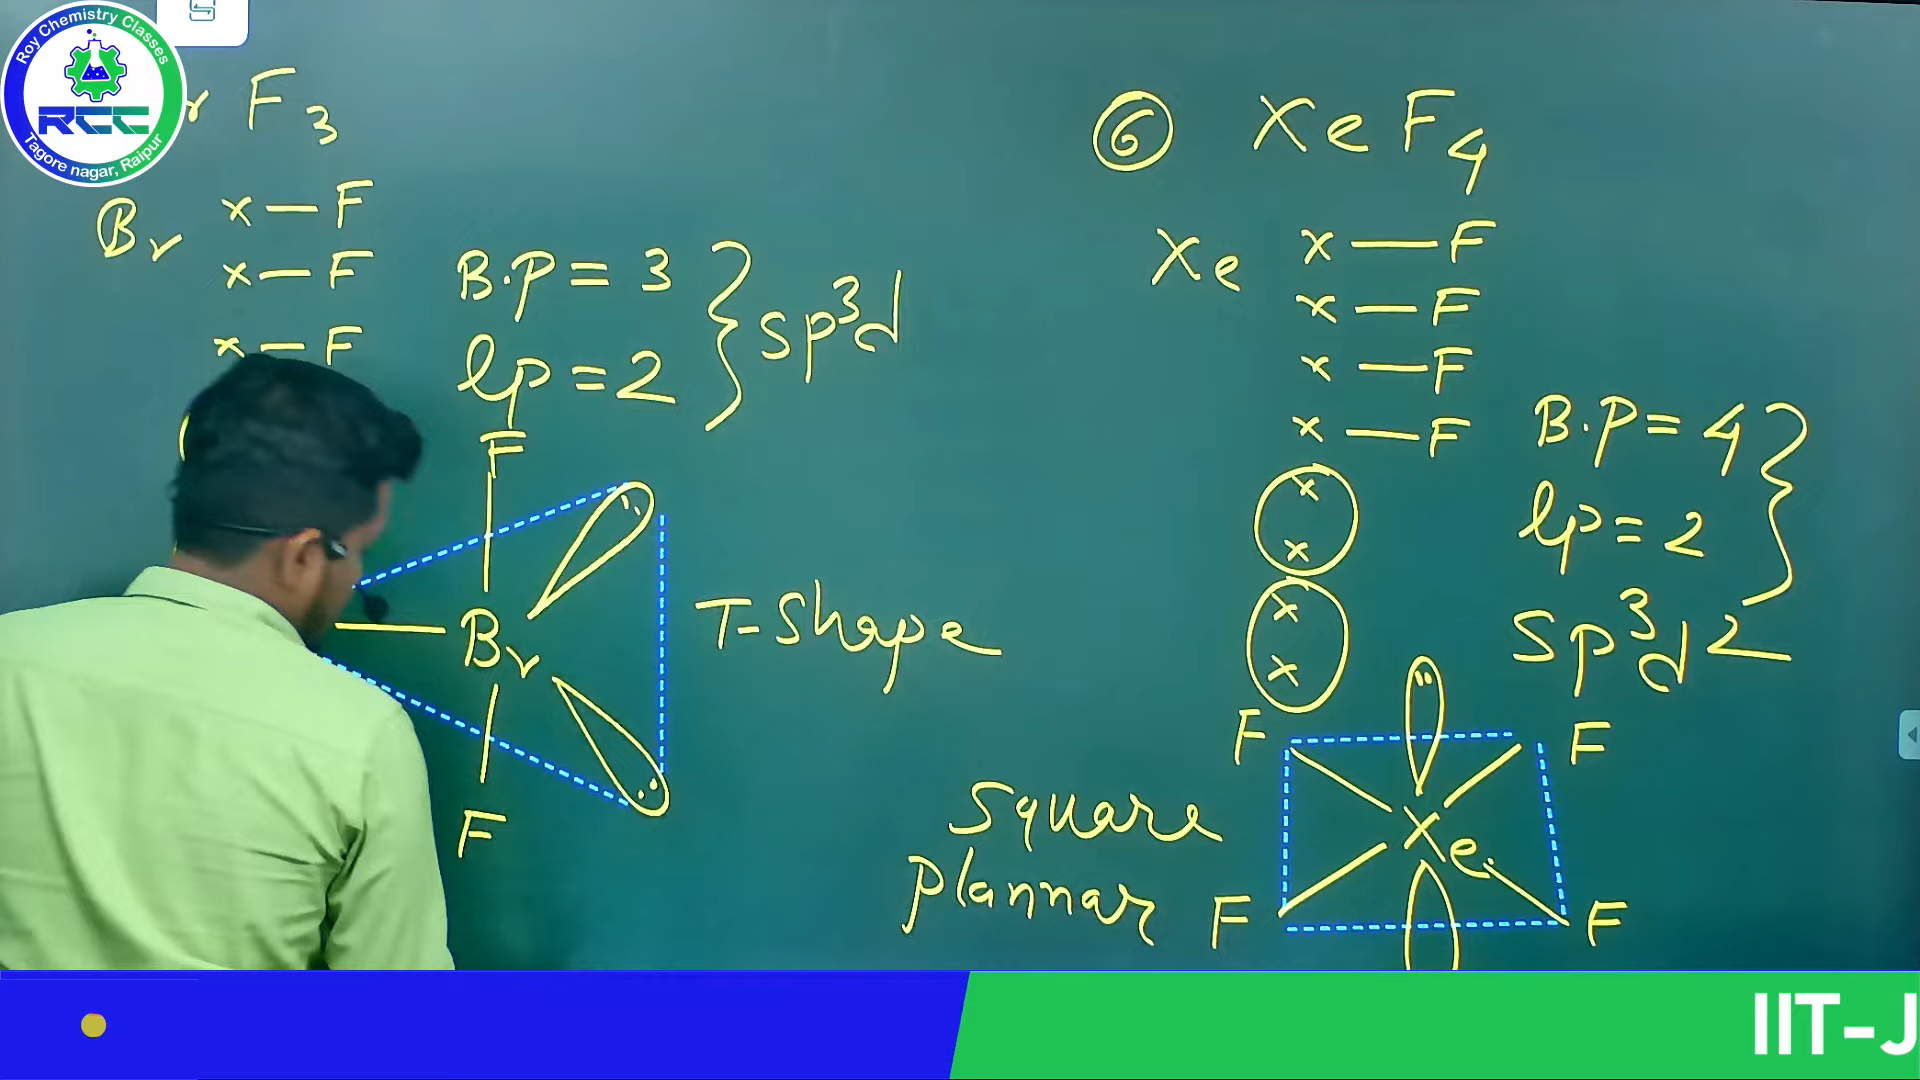 Roy Chemistry Classes
RCC
Tagore nagar, Raipur
r F3
Br x—F
x—F
x—F
B.P = 3
lp = 2
} sp³d
F
Br
F
T-Shape
⑥ XeF4
Xe x—F
x—F
x—F
x—F
x
x
x
x
B.P = 4
lp = 2
}
sp³d²
F F
Xe
F F
Square
plannar
IIT-J